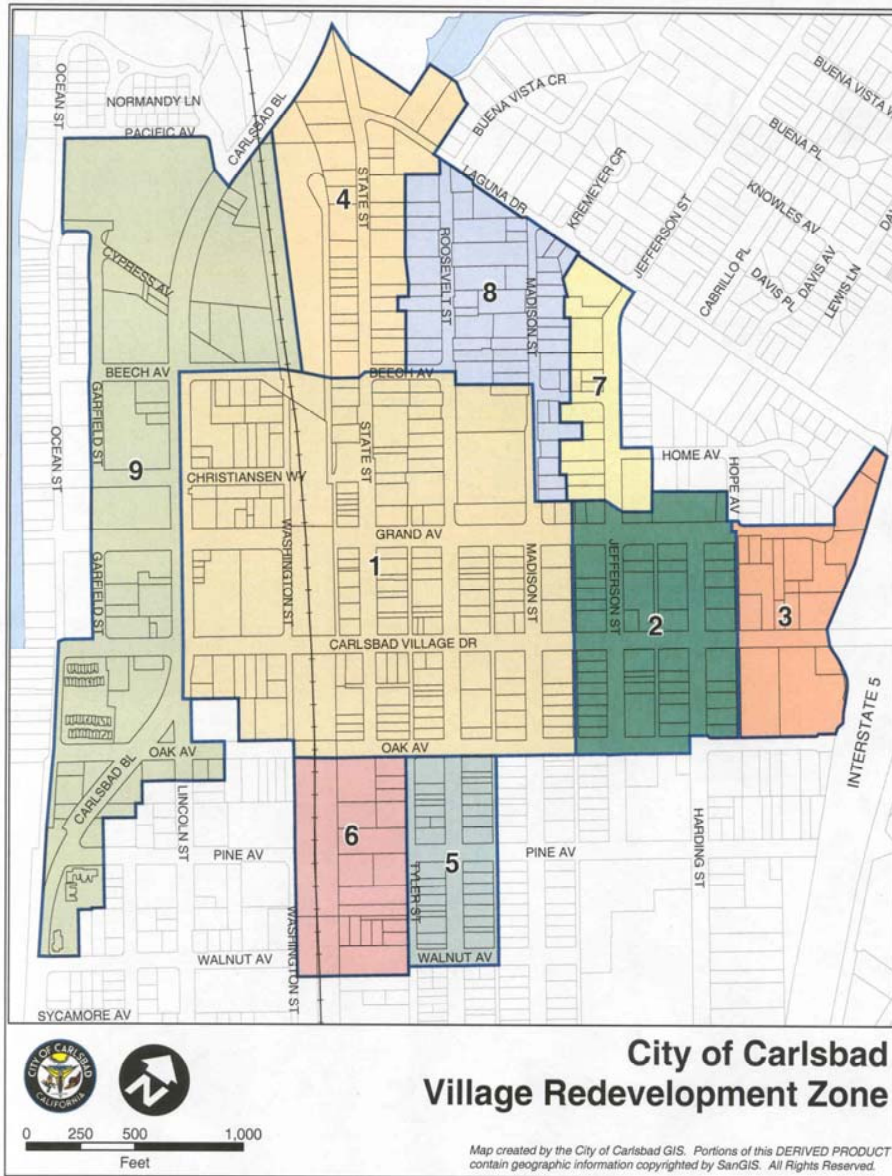 OCEAN ST
NORMANDY LN
PACIFIC AV
CARLSBAD BL
BUENA VISTA CR
BUENA VISTA
BUENA PL
LAGUNA DR
KREMEYER CR
JEFFERSON ST
KNOWLES AV
CABRILLO PL
DAVIS PL
DAVIS AV
LEWIS LN
4
STATE ST
ROOSEVELT ST
8
MADISON ST
CYPRESS AV
7
BEECH AV
BEECH AV
GARFIELD ST
OCEAN ST
9
STATE ST
CHRISTIANSEN WY
HOME AV
HOPE AV
WASHINGTON ST
GRAND AV
1
MADISON ST
JEFFERSON ST
2
3
GARFIELD ST
CARLSBAD VILLAGE DR
INTERSTATE 5
OAK AV
OAK AV
CARLSBAD BL
LINCOLN ST
PINE AV
6
TYLER ST
5
PINE AV
HARDING ST
WASHINGTON ST
WALNUT AV
WALNUT AV
SYCAMORE AV
CITY OF CARLSBAD
CALIFORNIA
N
0 250 500 1,000
Feet
City of Carlsbad
Village Redevelopment Zone
Map created by the City of Carlsbad GIS. Portions of this DERIVED PRODUCT
contain geographic information copyrighted by SanGIS. All Rights Reserved.